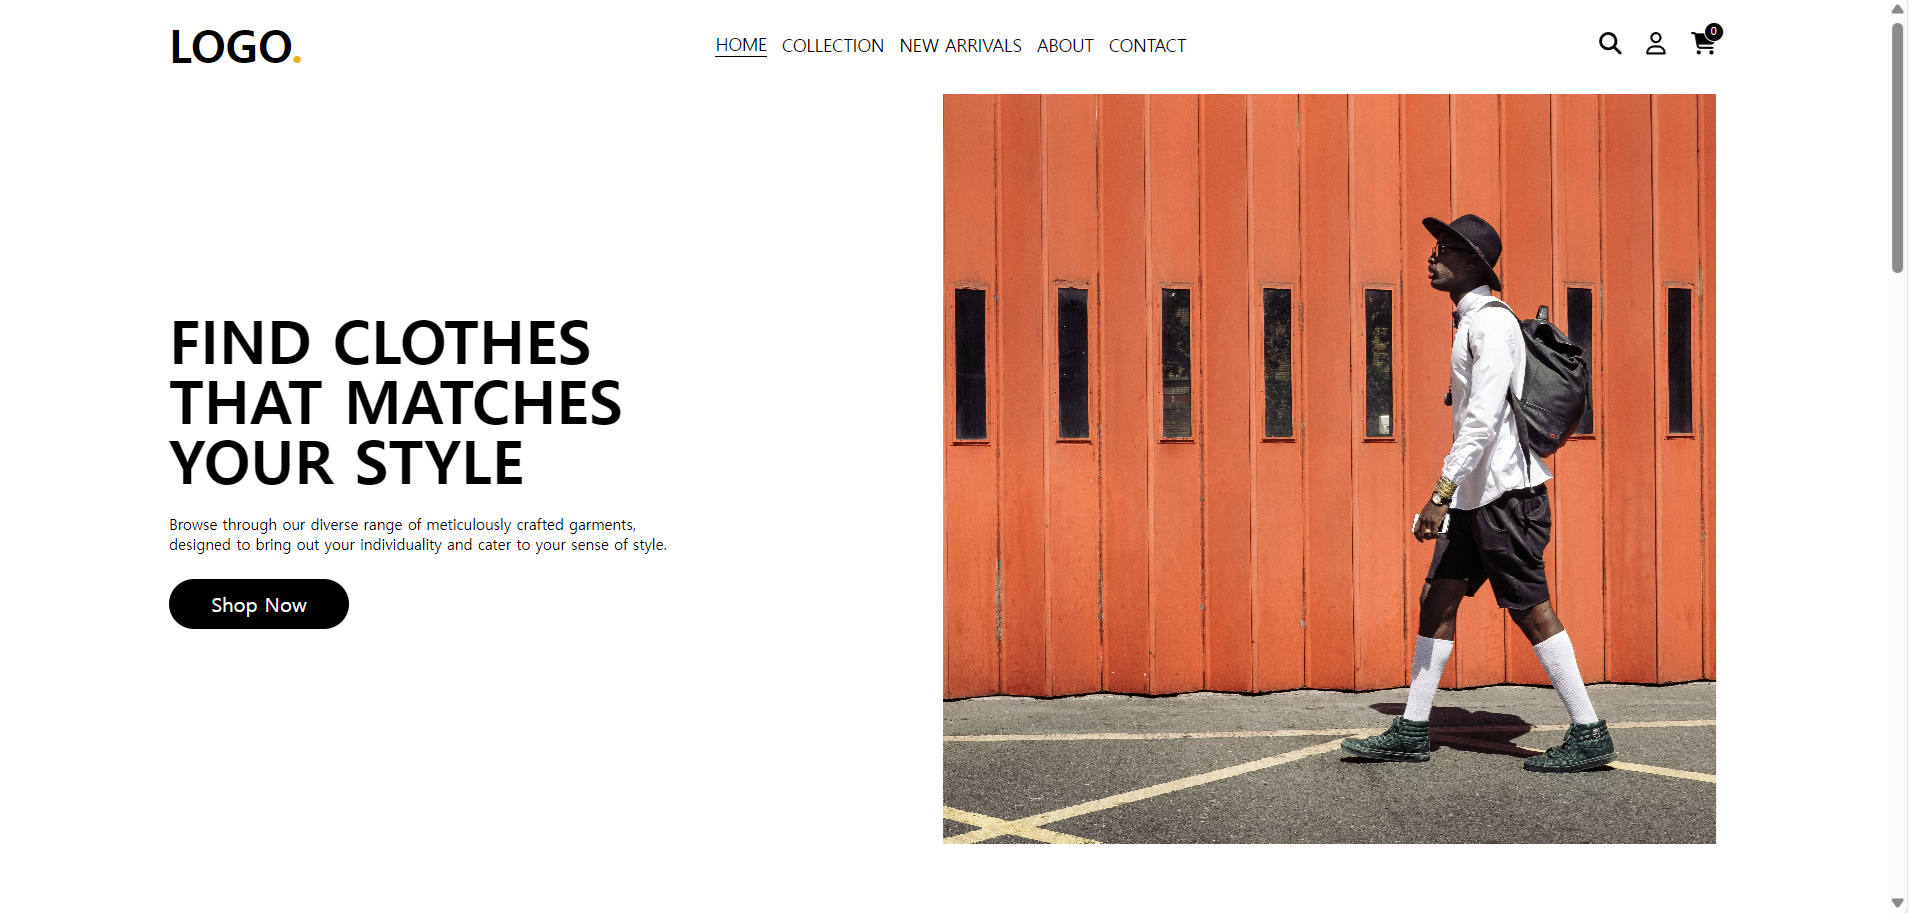 LOGO.
HOME COLLECTION NEW ARRIVALS ABOUT CONTACT
0
FIND CLOTHES
THAT MATCHES
YOUR STYLE
Browse through our diverse range of meticulously crafted garments,
designed to bring out your individuality and cater to your sense of style.
Shop Now